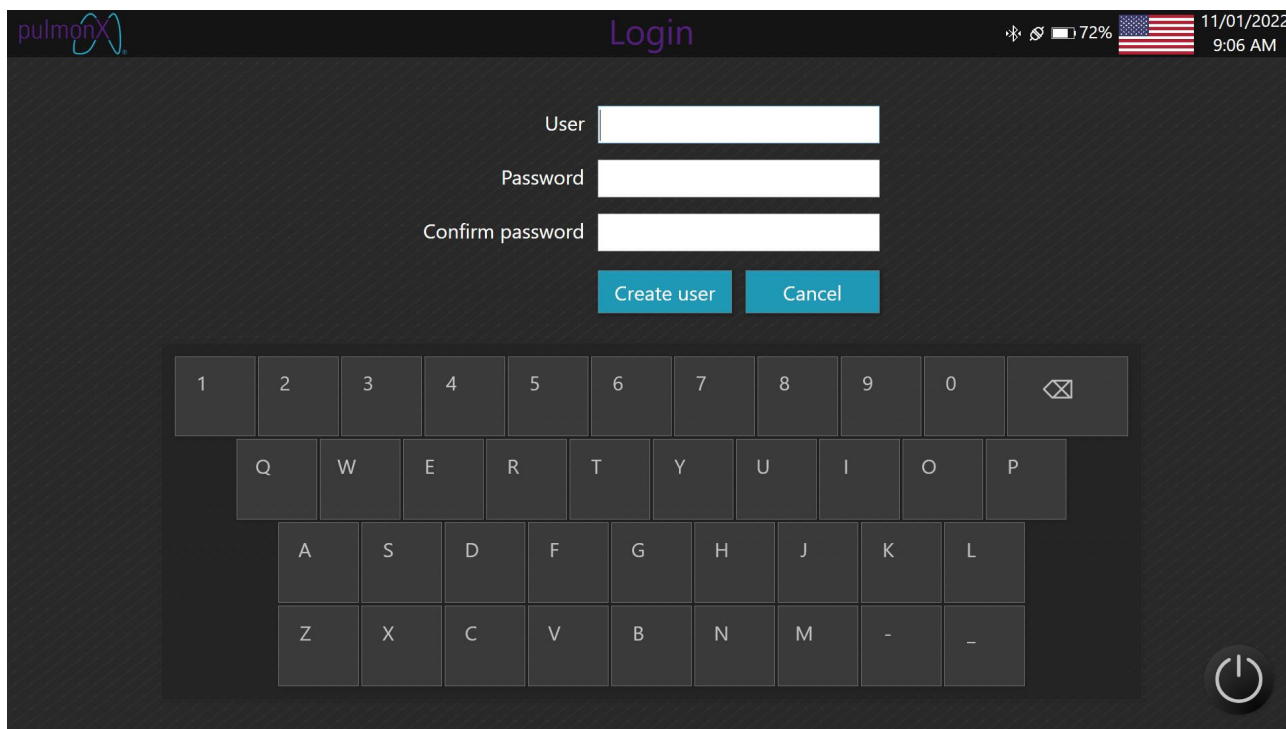 pulmonX®
Login
72%
11/01/2022
9:06 AM
User
Password
Confirm password
Create user Cancel
1 2 3 4 5 6 7 8 9 0
Q W E R T Y U I O P
A S D F G H J K L
Z X C V B N M - _